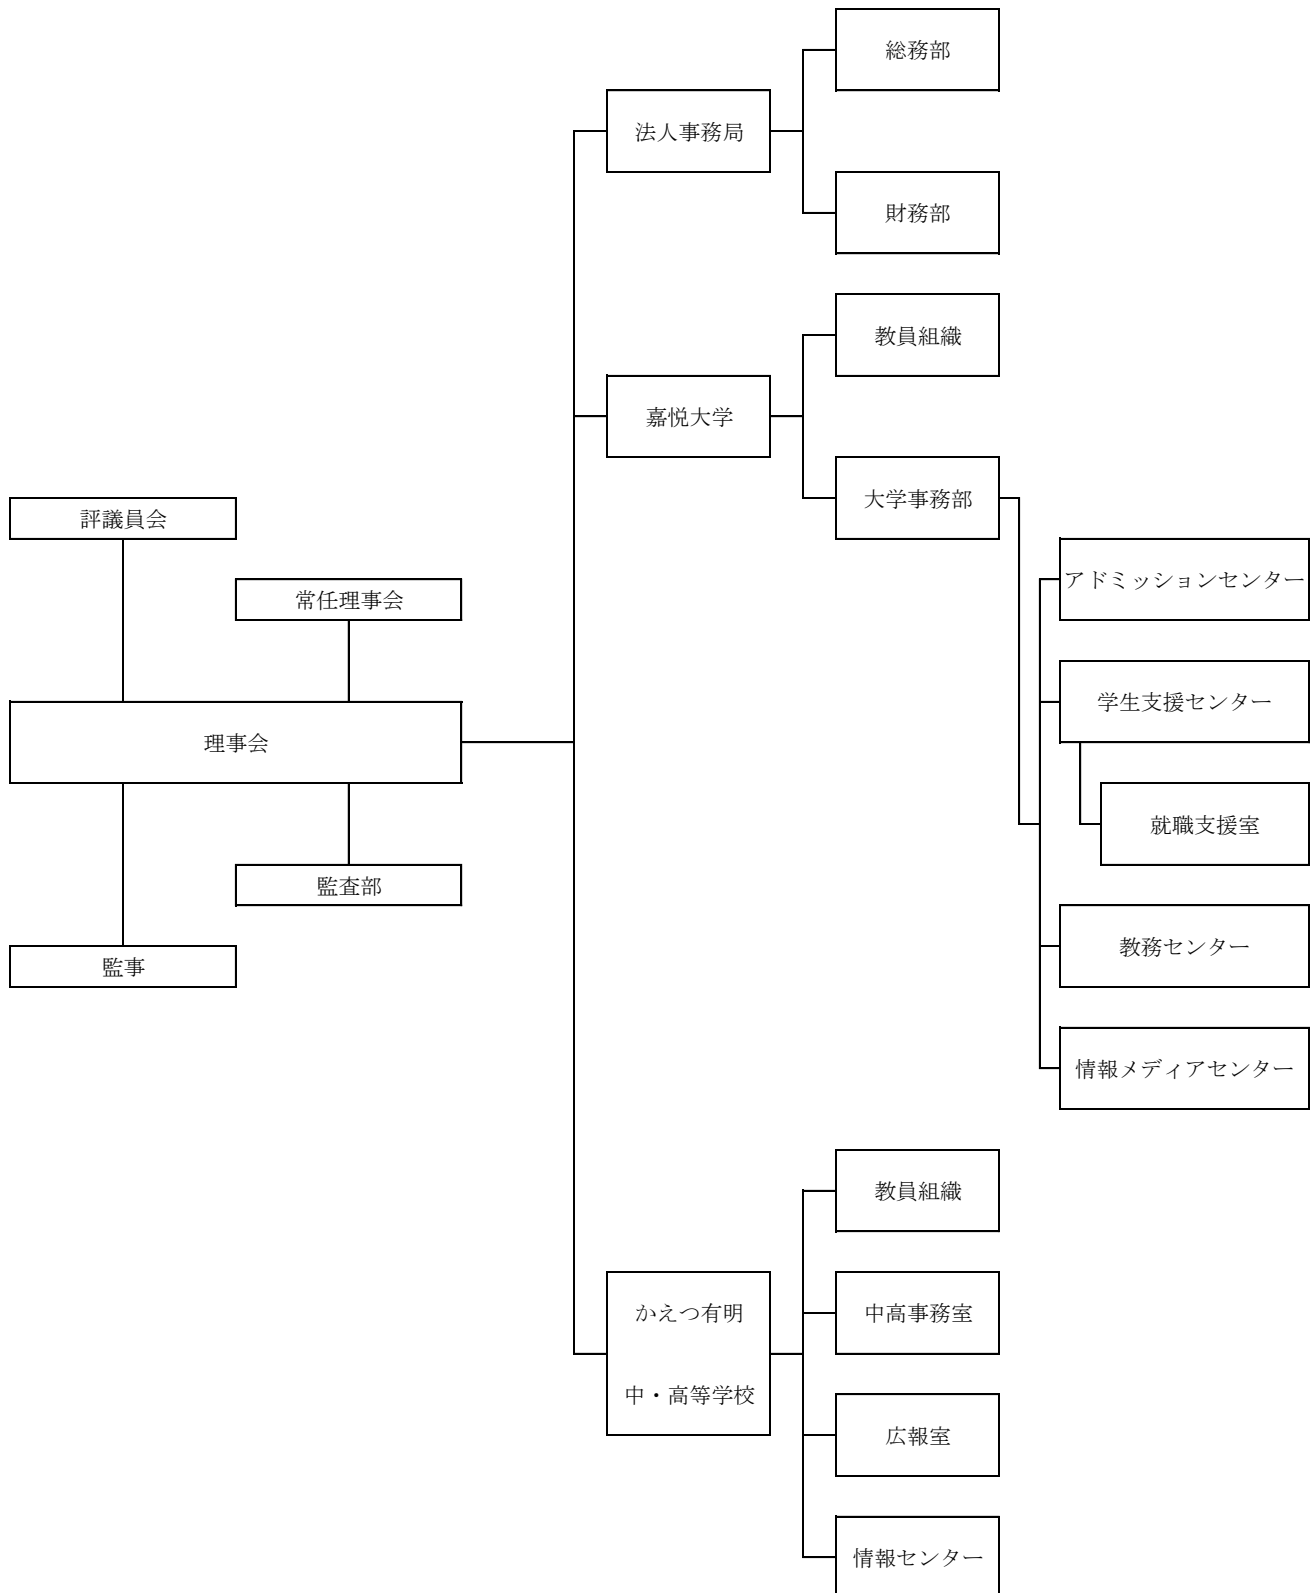 総務部
法人事務局
財務部
教員組織
嘉悦大学
大学事務部
評議員会
アドミッションセンター
常任理事会
学生支援センター
理事会
就職支援室
監査部
教務センター
監事
情報メディアセンター
教員組織
かえつ有明
中・高等学校
中高事務室
広報室
情報センター